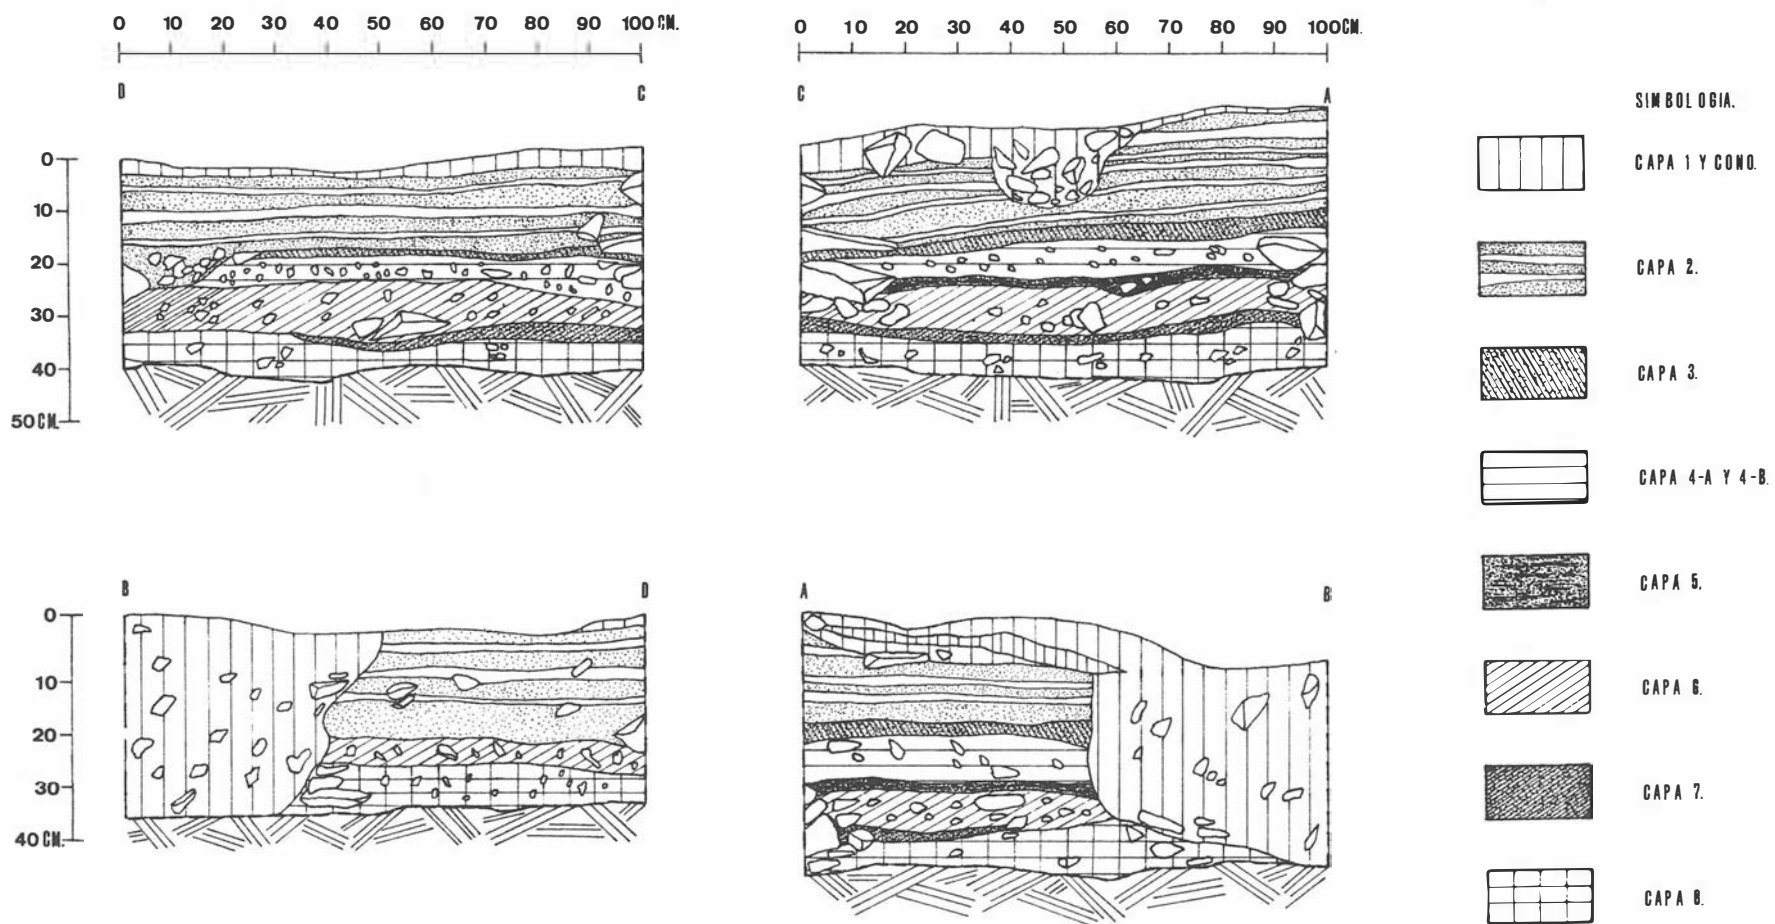 0 10 20 30 40 50 60 70 80 90 100 CM.
D C
0
10
20
30
40
50 CM.
0 10 20 30 40 50 60 70 80 90 100 CM.
C A
B D
0
10
20
30
40 CM.
A B
SIMBOLOGIA.
CAPA 1 Y CONO.
CAPA 2.
CAPA 3.
CAPA 4-A Y 4-B.
CAPA 5.
CAPA 6.
CAPA 7.
CAPA 8.